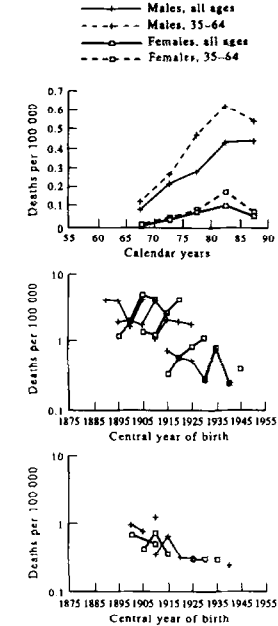 Males, all ages
Males, 35-64
Females, all ages
Females, 35-64
Deaths per 100 000
0.7
0.6
0.5
0.4
0.3
0.2
0.1
0
55 60 65 70 75 80 85 90
Calendar years
Deaths per 100 000
10
1
0.1
1875 1885 1895 1905 1915 1925 1935 1945 1955
Central year of birth
Deaths per 100 000
10
1
0.1
1875 1885 1895 1905 1915 1925 1935 1945 1955
Central year of birth